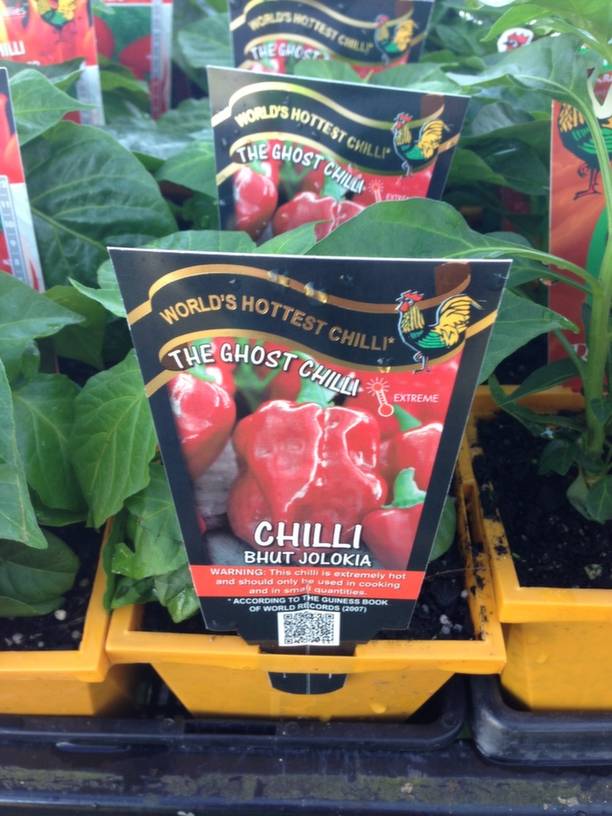 HILLI
WORLD'S HOTTEST CHILLI*
THE GHOST
WORLD'S HOTTEST CHILLI*
THE GHOST CHILLI
EXTREME
WORLD'S HOTTEST CHILLI*
THE GHOST CHILLI
EXTREME
CHILLI
BHUT JOLOKIA
WARNING: This chilli is extremely hot
and should only be used in cooking
and in small quantities.
* ACCORDING TO THE GUINESS BOOK
OF WORLD RECORDS (2007)